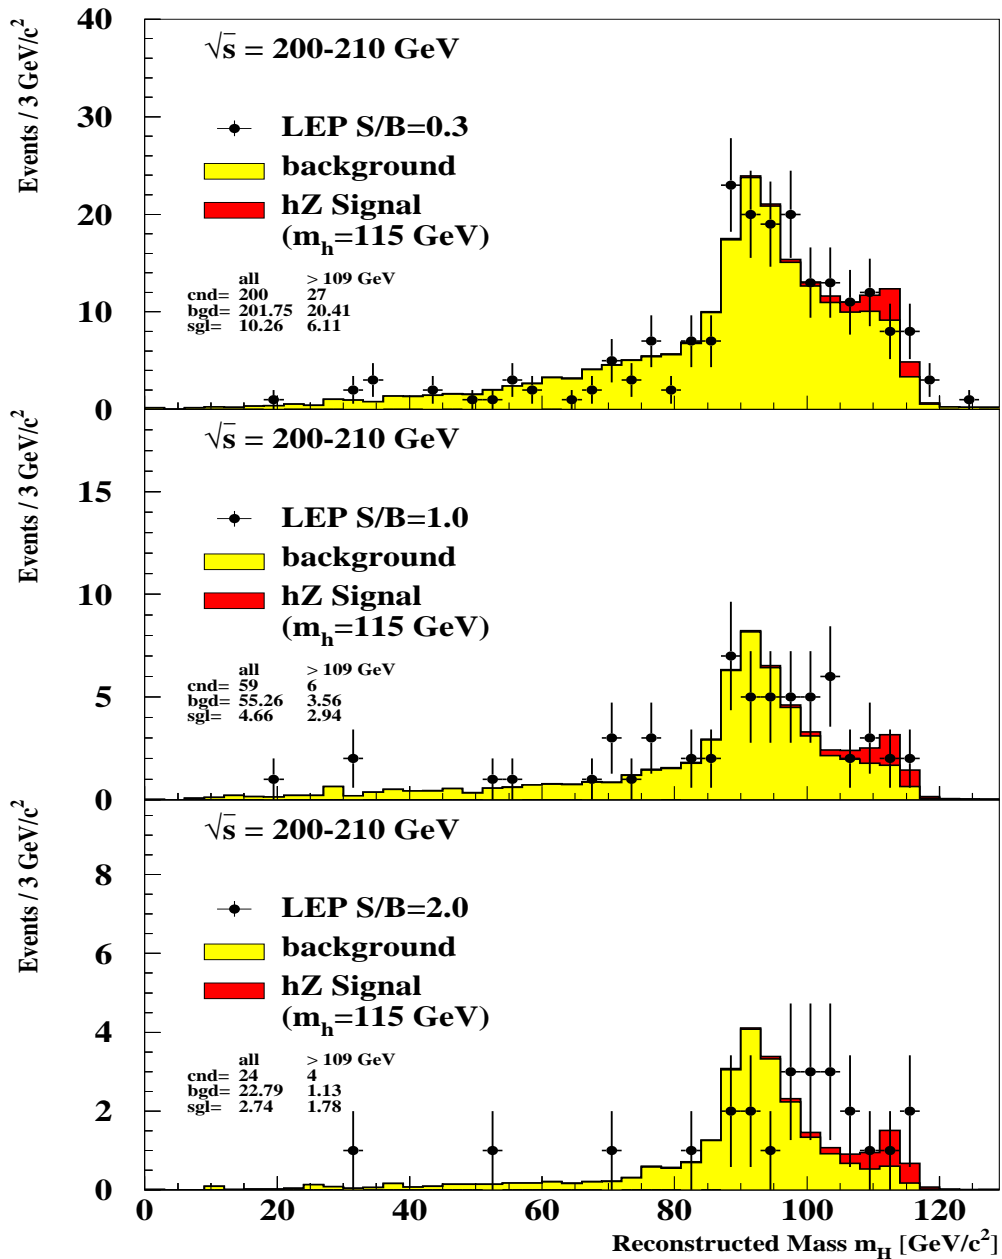 Events / 3 GeV/c²
40
30
20
10
0
√s = 200-210 GeV
LEP S/B=0.3
background
hZ Signal
(m_h=115 GeV)
all > 109 GeV
cnd= 200 27
bgd= 201.75 20.41
sgl= 10.26 6.11
Events / 3 GeV/c²
15
10
5
0
√s = 200-210 GeV
LEP S/B=1.0
background
hZ Signal
(m_h=115 GeV)
all > 109 GeV
cnd= 59 6
bgd= 55.26 3.56
sgl= 4.66 2.94
Events / 3 GeV/c²
8
6
4
2
0
√s = 200-210 GeV
LEP S/B=2.0
background
hZ Signal
(m_h=115 GeV)
all > 109 GeV
cnd= 24 4
bgd= 22.79 1.13
sgl= 2.74 1.78
0 20 40 60 80 100 120
Reconstructed Mass m_H [GeV/c²]